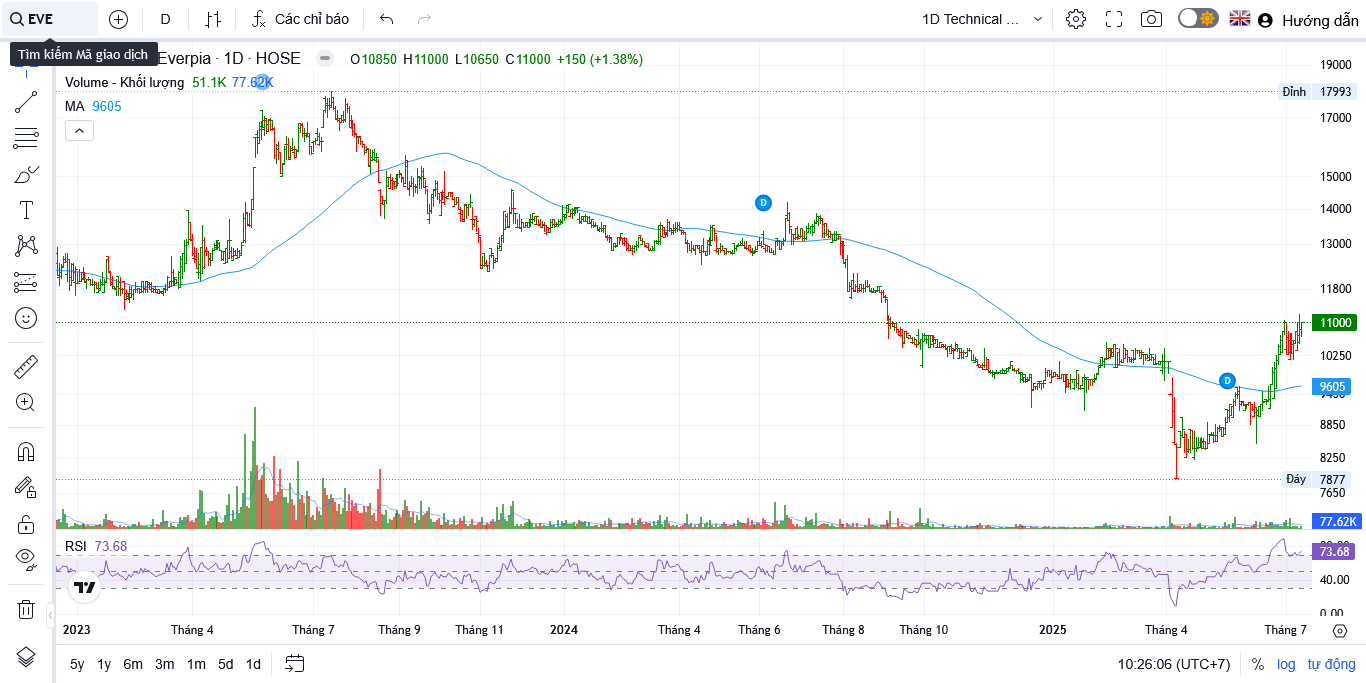 EVE
D
Các chỉ báo
1D Technical ...
Hướng dẫn
Tìm kiếm Mã giao dịch
Everpia · 1D · HOSE
O10850 H11000 L10650 C11000 +150 (+1.38%)
Volume - Khối lượng 51.1K 77.62K
MA 9605
19000
Đỉnh 17993
17000
15000
14000
13000
11800
11000
10250
9605
8850
8250
Đáy 7877
7650
77.62K
D
D
RSI 73.68
73.68
40.00
0.00
2023 Tháng 4 Tháng 7 Tháng 9 Tháng 11 2024 Tháng 4 Tháng 6 Tháng 8 Tháng 10 2025 Tháng 4 Tháng 7
5y 1y 6m 3m 1m 5d 1d
10:26:06 (UTC+7)
% log tự động